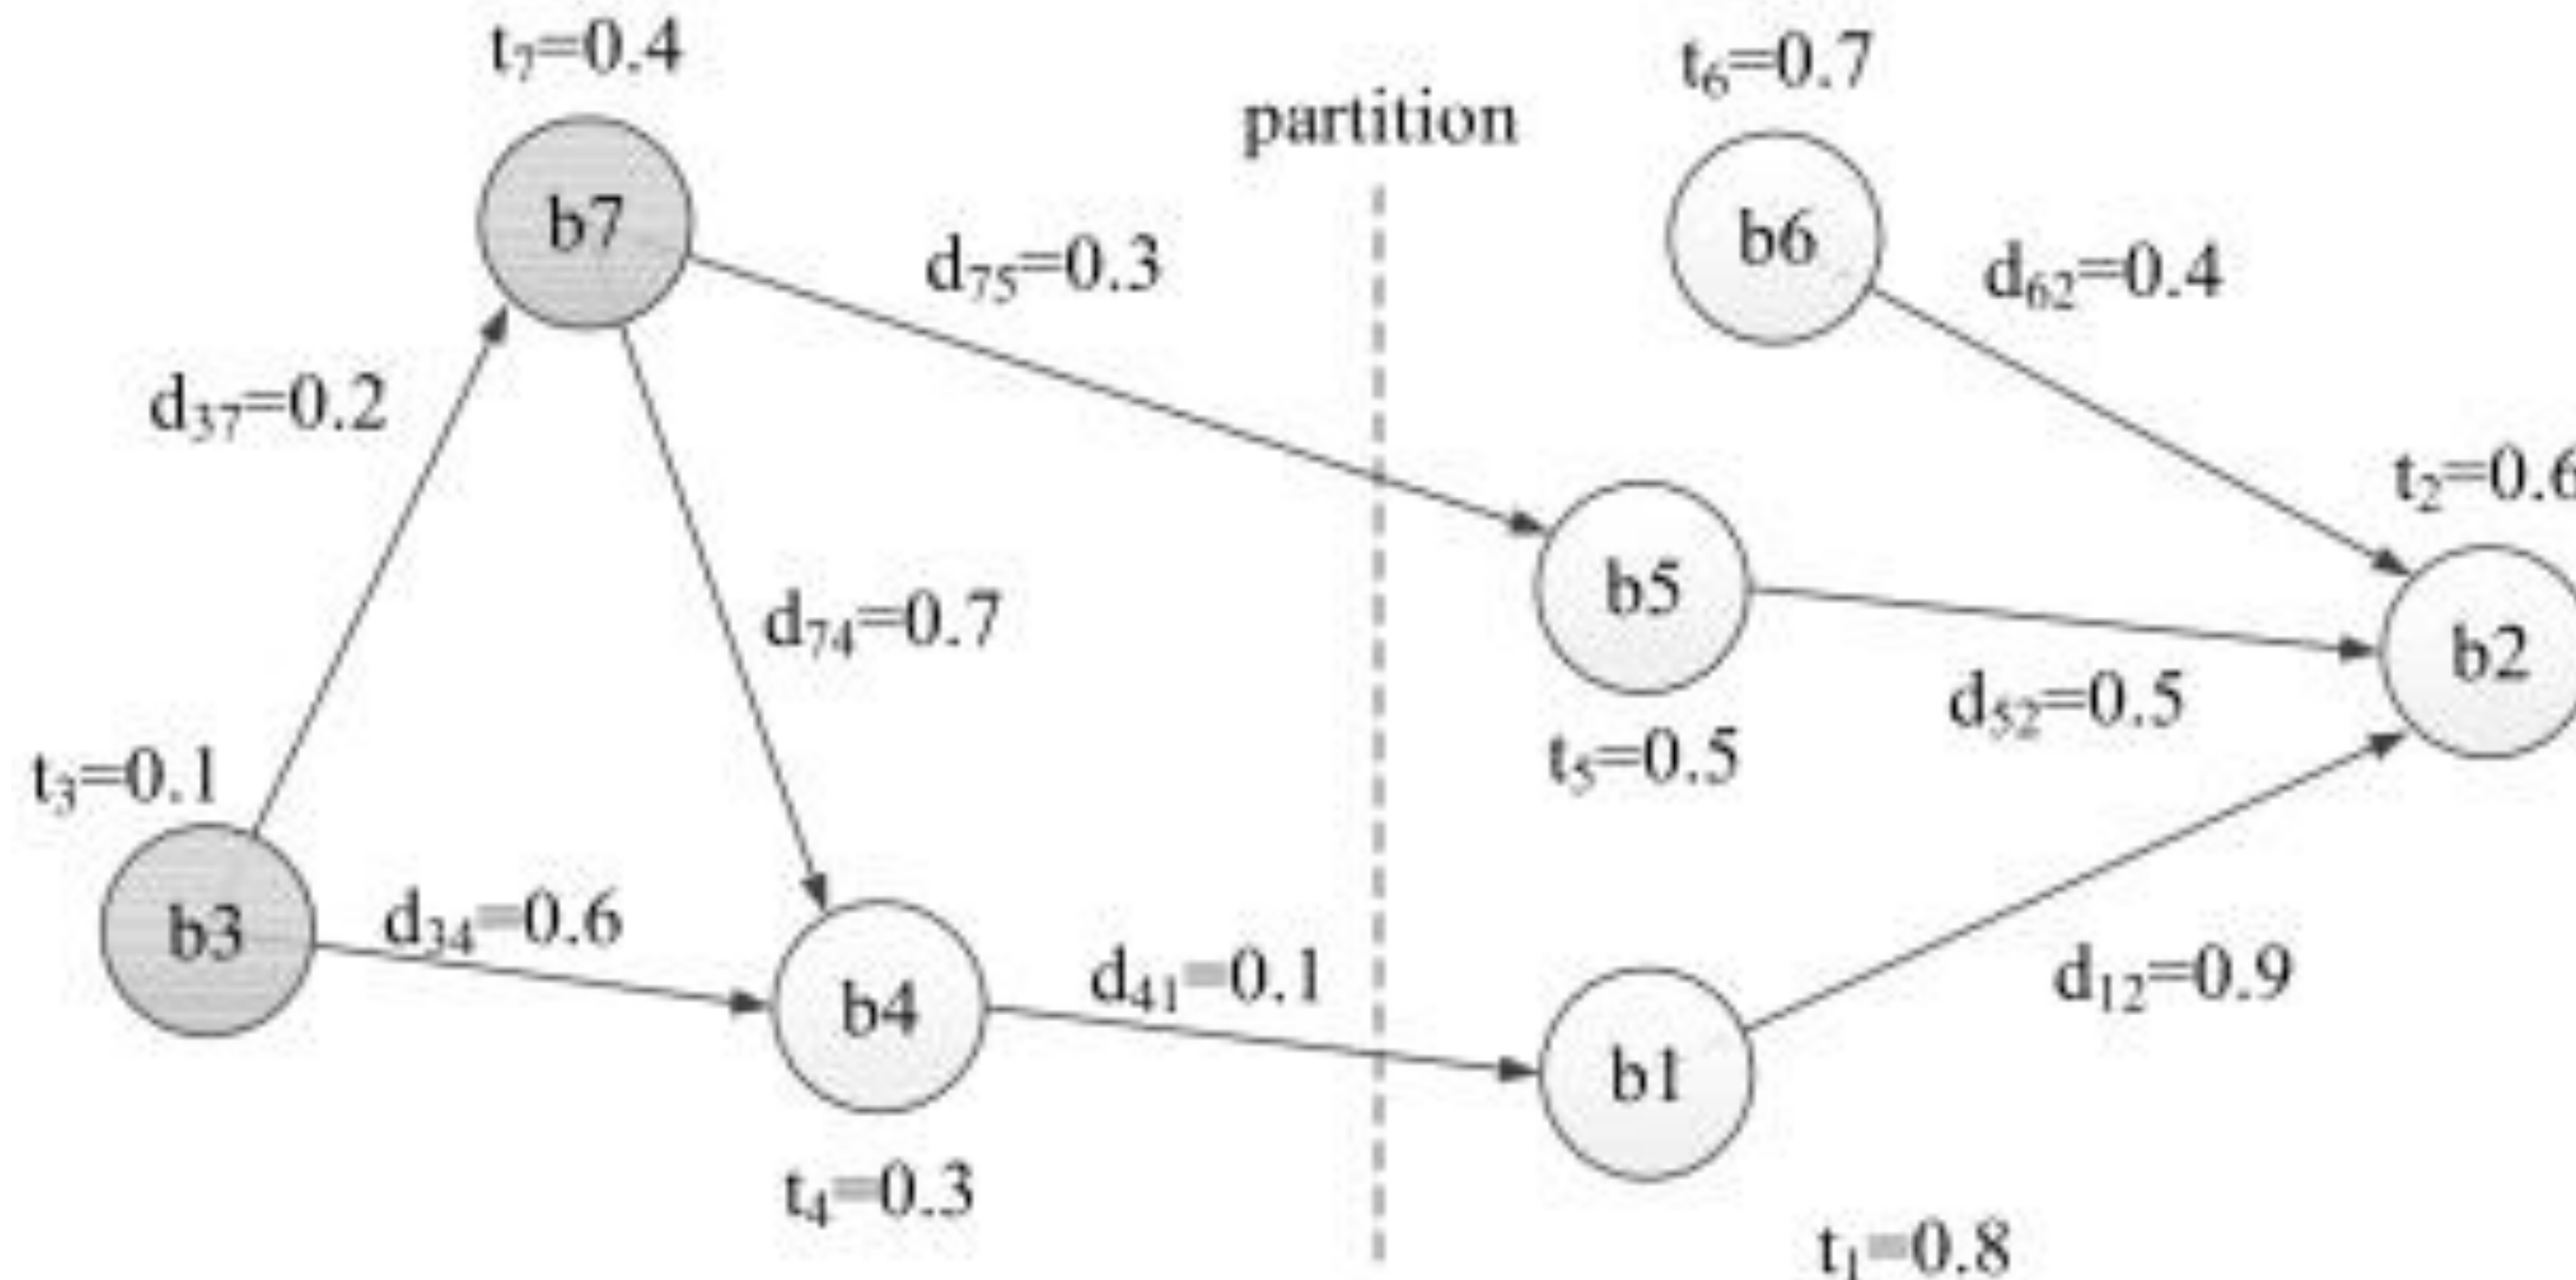 t7=0.4
t6=0.7
partition
b7
b6
d75=0.3
d62=0.4
d37=0.2
t2=0.6
b5
b2
d74=0.7
d52=0.5
t5=0.5
t3=0.1
b3
d34=0.6
b4
d41=0.1
b1
d12=0.9
t4=0.3
t1=0.8